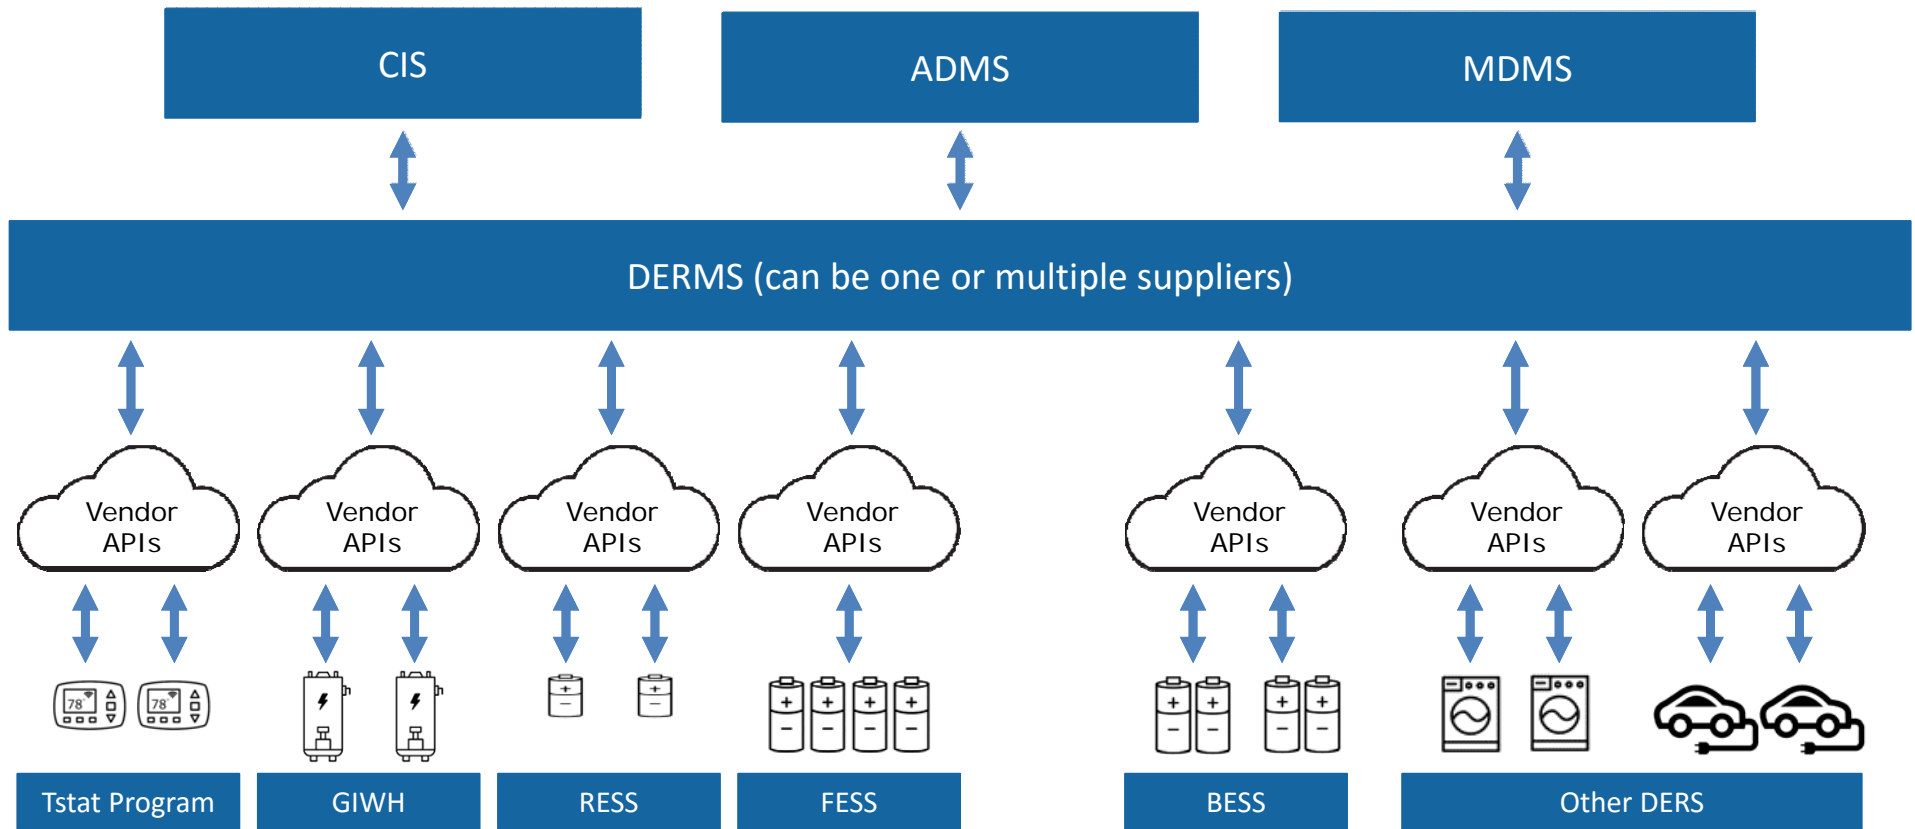 CIS
ADMS
MDMS
DERMS (can be one or multiple suppliers)
Vendor
APIs
Vendor
APIs
Vendor
APIs
Vendor
APIs
Vendor
APIs
Vendor
APIs
Vendor
APIs
78°
78°
+
−
+
−
+
−
+
−
+
−
+
−
+
−
+
−
+
−
+
−
Tstat Program
GIWH
RESS
FESS
BESS
Other DERS